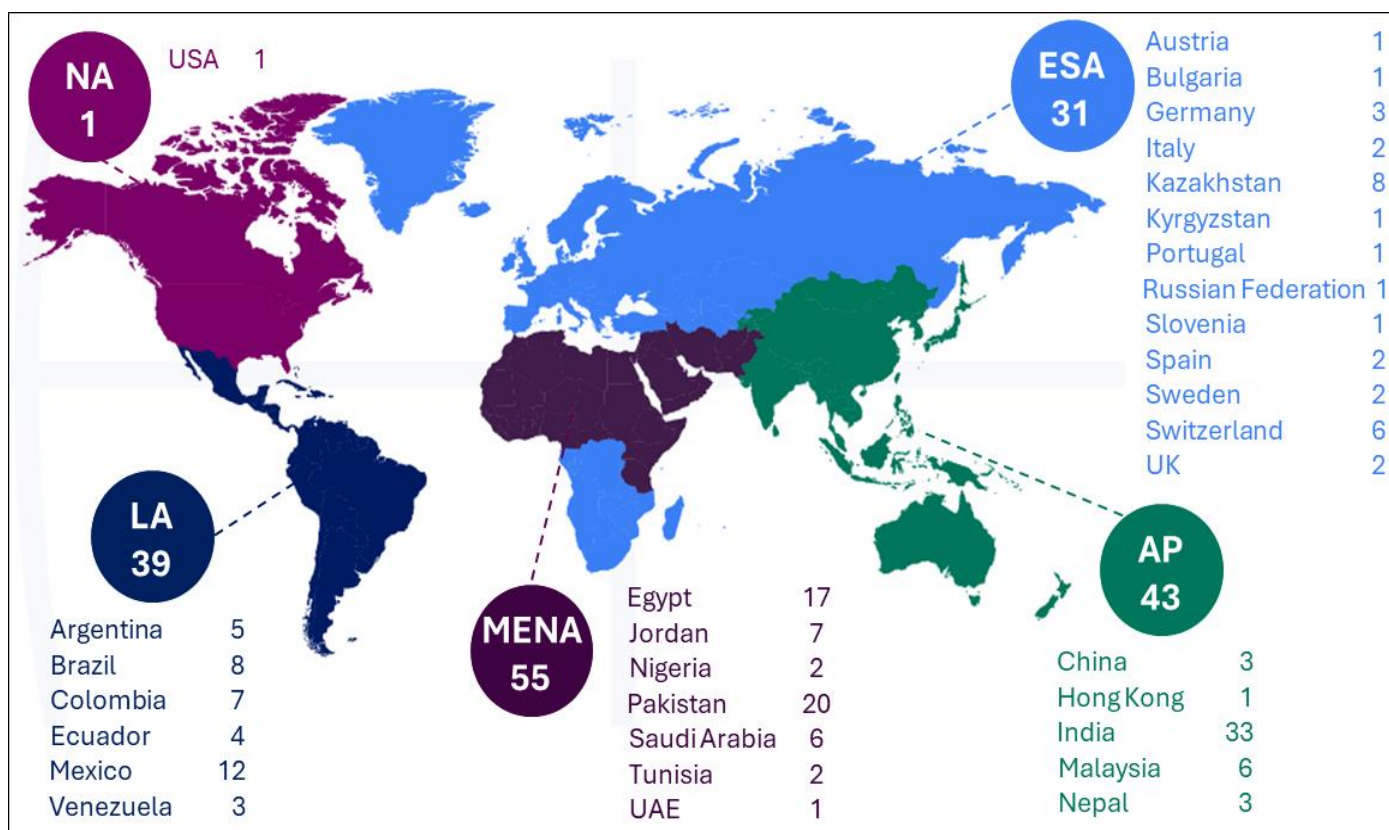 NA
1
USA 1
ESA
31
Austria 1
Bulgaria 1
Germany 3
Italy 2
Kazakhstan 8
Kyrgyzstan 1
Portugal 1
Russian Federation 1
Slovenia 1
Spain 2
Sweden 2
Switzerland 6
UK 2
LA
39
Argentina 5
Brazil 8
Colombia 7
Ecuador 4
Mexico 12
Venezuela 3
MENA
55
Egypt 17
Jordan 7
Nigeria 2
Pakistan 20
Saudi Arabia 6
Tunisia 2
UAE 1
AP
43
China 3
Hong Kong 1
India 33
Malaysia 6
Nepal 3